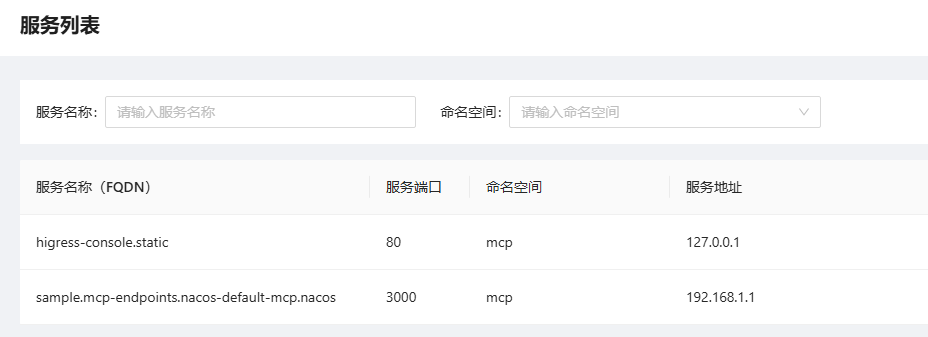 服务列表
服务名称： 请输入服务名称 命名空间： 请输入命名空间
服务名称（FQDN） 服务端口 命名空间 服务地址
higress-console.static 80 mcp 127.0.0.1
sample.mcp-endpoints.nacos-default-mcp.nacos 3000 mcp 192.168.1.1